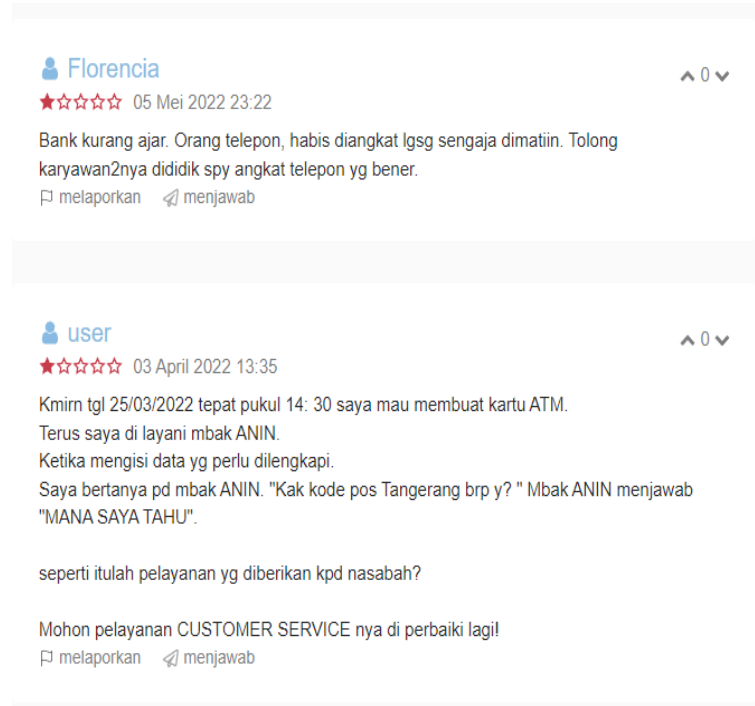 Florencia
0
05 Mei 2022 23:22
Bank kurang ajar. Orang telepon, habis diangkat lgsg sengaja dimatiin. Tolong
karyawan2nya dididik spy angkat telepon yg bener.
melaporkan menjawab
user
0
03 April 2022 13:35
Kmirn tgl 25/03/2022 tepat pukul 14: 30 saya mau membuat kartu ATM.
Terus saya di layani mbak ANIN.
Ketika mengisi data yg perlu dilengkapi.
Saya bertanya pd mbak ANIN. "Kak kode pos Tangerang brp y? " Mbak ANIN menjawab
"MANA SAYA TAHU".
seperti itulah pelayanan yg diberikan kpd nasabah?
Mohon pelayanan CUSTOMER SERVICE nya di perbaiki lagi!
melaporkan menjawab